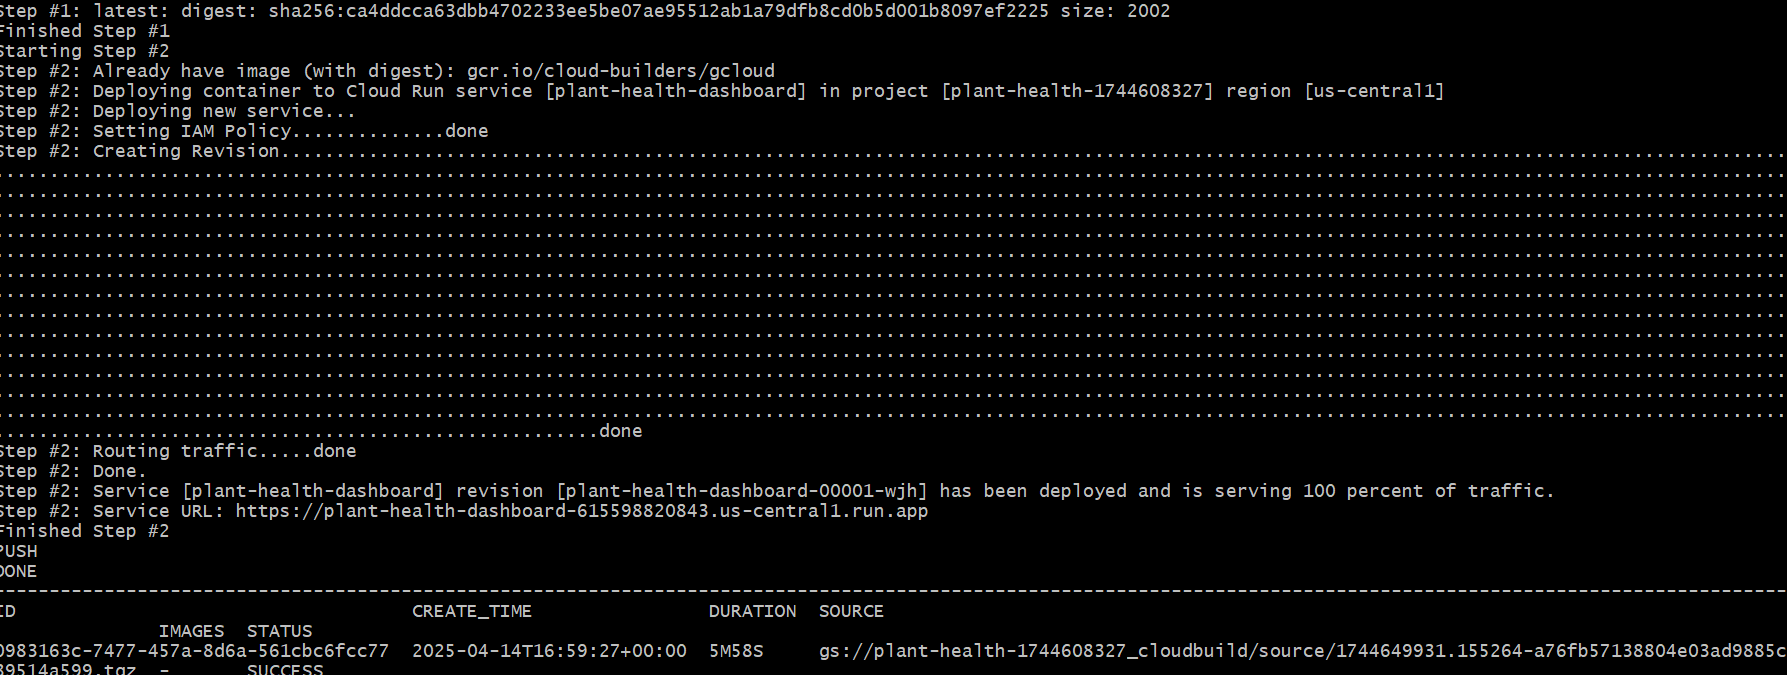 Step #1: latest: digest: sha256:ca4ddcca63dbb4702233ee5be07ae95512ab1a79dfb8cd0b5d001b8097ef2225 size: 2002
Finished Step #1
Starting Step #2
Step #2: Already have image (with digest): gcr.io/cloud-builders/gcloud
Step #2: Deploying container to Cloud Run service [plant-health-dashboard] in project [plant-health-1744608327] region [us-central1]
Step #2: Deploying new service...
Step #2: Setting IAM Policy..............done
Step #2: Creating Revision.........................................................................................................................................
..................................................................................................................................................................
..................................................................................................................................................................
..................................................................................................................................................................
..................................................................................................................................................................
..................................................................................................................................................................
..................................................................................................................................................................
..................................................................................................................................................................
..................................................................................................................................................................
..................................................................................................................................................................
..................................................................................................................................................................
..................................................................................................................................................................
..................................................................................................................................................................
..................................................................................................................................................................
.......................................................done
Step #2: Routing traffic.....done
Step #2: Done.
Step #2: Service [plant-health-dashboard] revision [plant-health-dashboard-00001-wjh] has been deployed and is serving 100 percent of traffic.
Step #2: Service URL: https://plant-health-dashboard-615598820843.us-central1.run.app
Finished Step #2
PUSH
DONE
------------------------------------------------------------------------------------------------------------------------------------------------------------------
ID CREATE_TIME DURATION SOURCE
IMAGES STATUS
0983163c-7477-457a-8d6a-561cbc6fcc77 2025-04-14T16:59:27+00:00 5M58S gs://plant-health-1744608327_cloudbuild/source/1744649931.155264-a76fb57138804e03ad9885c
39514a599.tgz - SUCCESS